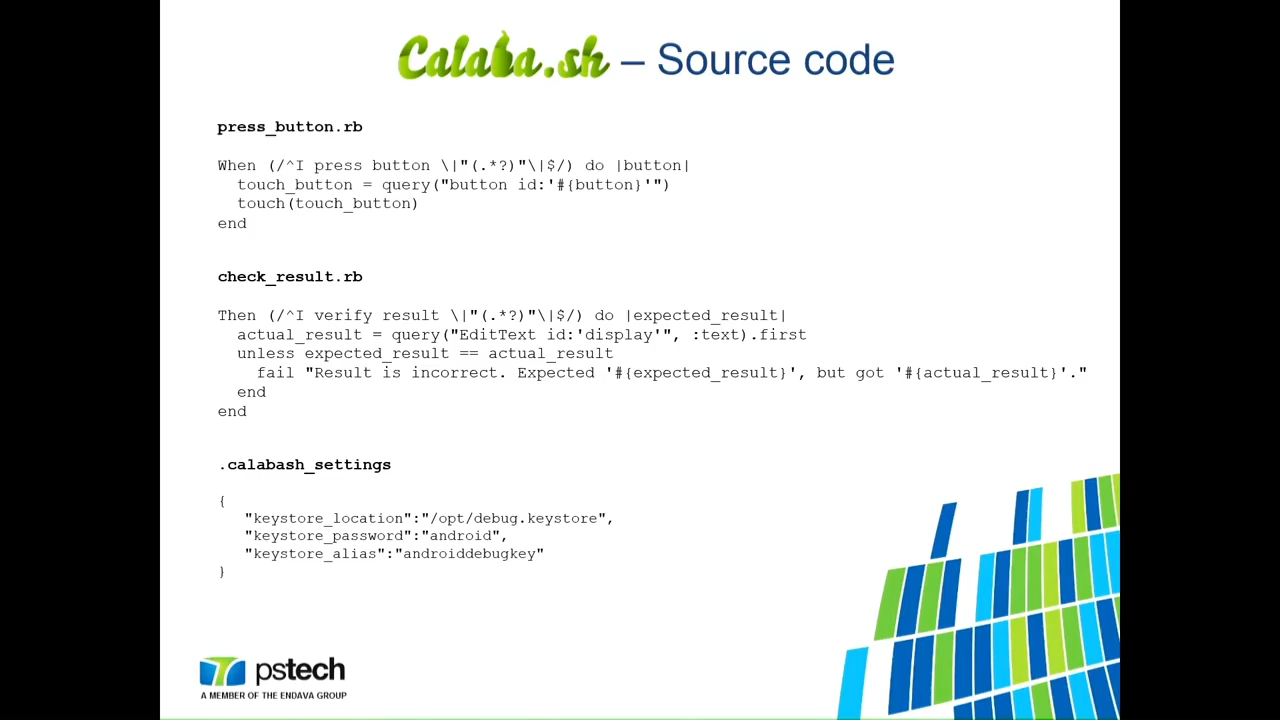 Calaba.sh – Source code
press_button.rb
When (/^I press button \|"(.*?)"\|$/) do |button|
  touch_button = query("button id:'#{button}'")
  touch(touch_button)
end
check_result.rb
Then (/^I verify result \|"(.*?)"\|$/) do |expected_result|
  actual_result = query("EditText id:'display'", :text).first
  unless expected_result == actual_result
    fail "Result is incorrect. Expected '#{expected_result}', but got '#{actual_result}'."
  end
end
.calabash_settings
{
   "keystore_location":"/opt/debug.keystore",
   "keystore_password":"android",
   "keystore_alias":"androiddebugkey"
}
pstech
A MEMBER OF THE ENDAVA GROUP